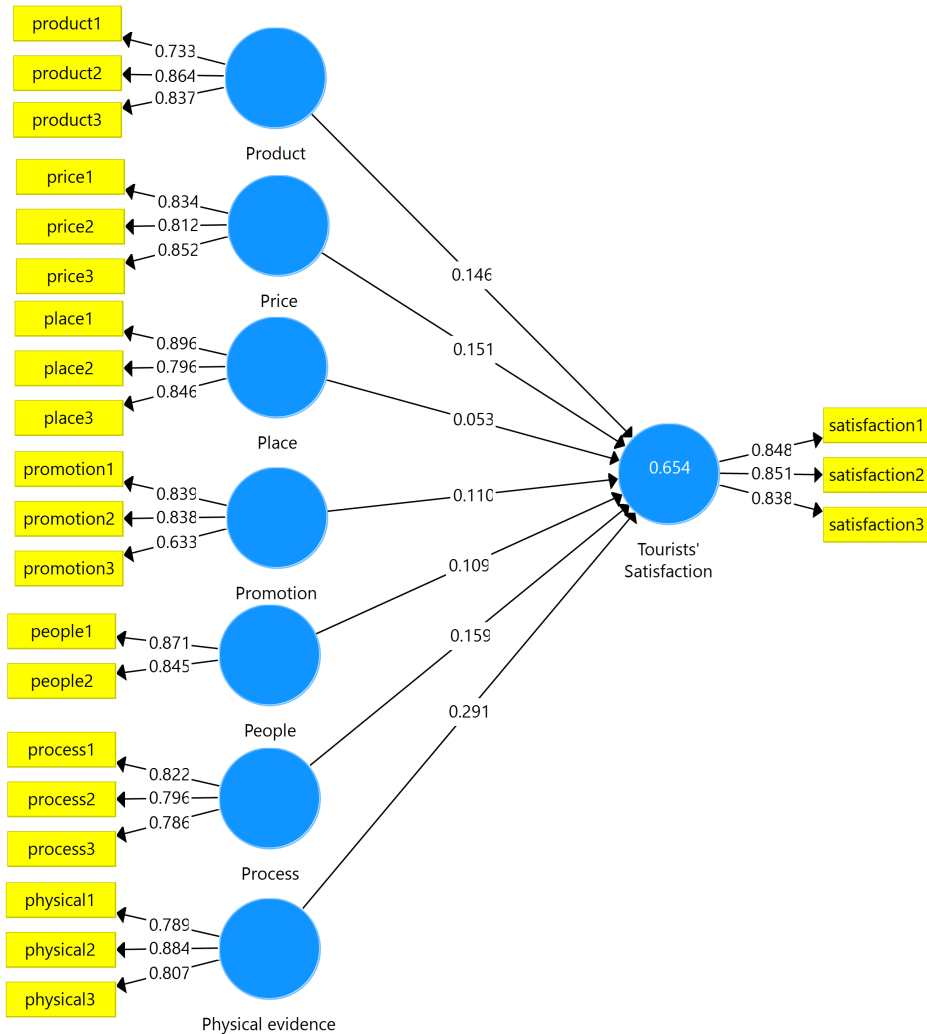 product1
0.733
product2
0.864
0.837
product3
Product
price1
0.834
price2
0.812
0.852
price3
Price
place1
0.896
place2
0.796
0.846
place3
Place
promotion1
0.839
promotion2
0.838
0.633
promotion3
Promotion
people1
0.871
0.845
people2
People
process1
0.822
process2
0.796
0.786
process3
Process
physical1
0.789
physical2
0.884
0.807
physical3
Physical evidence
0.146
0.151
0.053
0.110
0.109
0.159
0.291
0.654
Tourists'
Satisfaction
satisfaction1
0.848
0.851
satisfaction2
0.838
satisfaction3